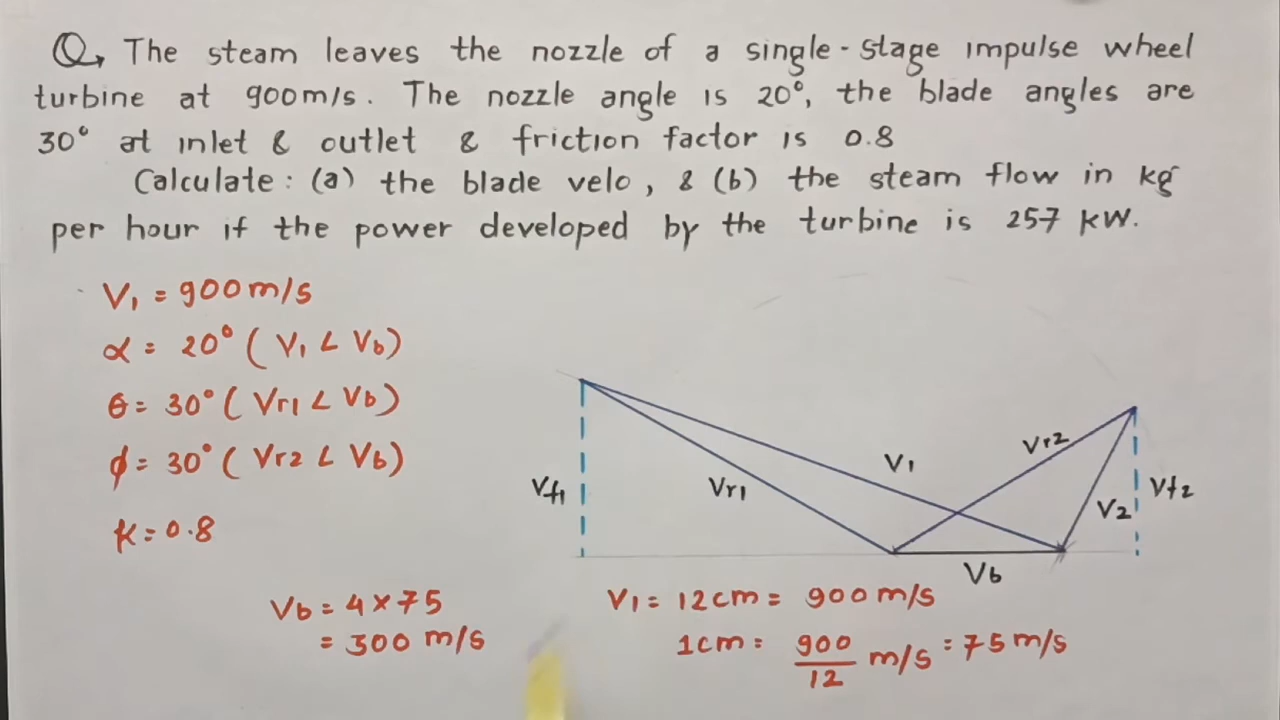 Q, The steam leaves the nozzle of a single-stage impulse wheel
turbine at 900m/s. The nozzle angle is 20°, the blade angles are
30° at inlet & outlet & friction factor is 0.8
Calculate: (a) the blade velo, & (b) the steam flow in kg
per hour if the power developed by the turbine is 257 kW.
V1 = 900m/s
α = 20° ( V1 ∠ Vb)
θ = 30° ( Vr1 ∠ Vb)
ϕ = 30° ( Vr2 ∠ Vb)
K = 0.8
Vf1
Vr1
V1
Vr2
V2
Vf2
Vb
Vb = 4 × 75
= 300 m/s
V1 = 12cm = 900 m/s
1cm = 900/12 m/s = 75 m/s